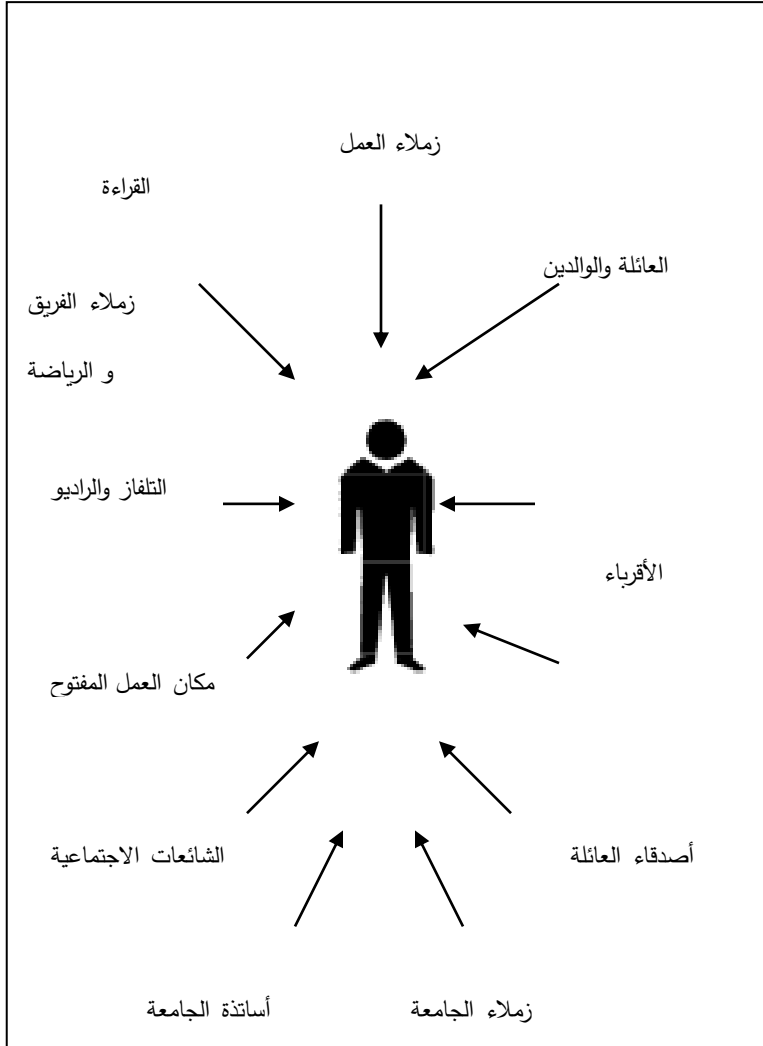 زملاء العمل
القراءة
العائلة والوالدين
زملاء الفريق
و الرياضة
التلفاز والراديو
الأقرباء
مكان العمل المفتوح
الشائعات الاجتماعية
أصدقاء العائلة
أساتذة الجامعة
زملاء الجامعة